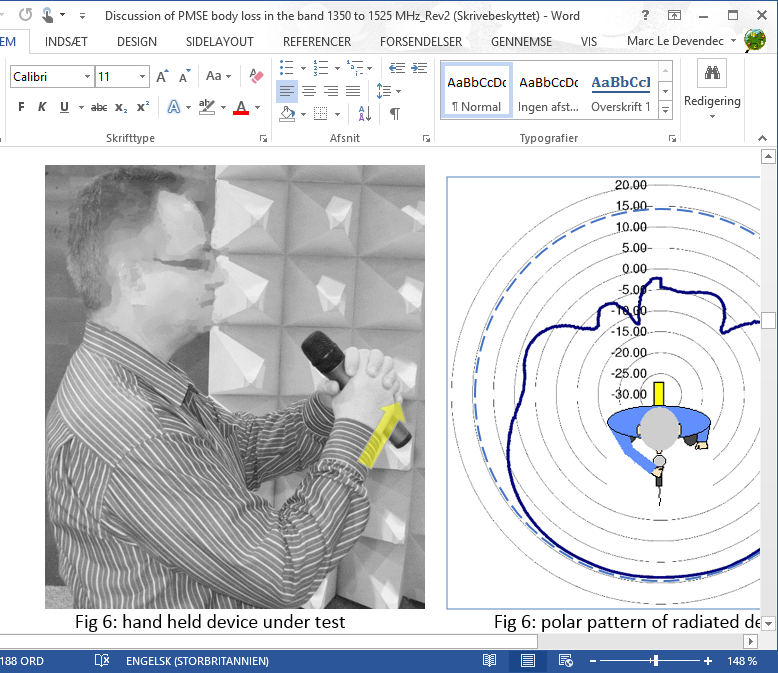 Discussion of PMSE body loss in the band 1350 to 1525 MHz_Rev2 (Skrivebeskyttet) - Word
EM INDSÆT DESIGN SIDELAYOUT REFERENCER FORSENDELSER GENNEMSE VIS Marc Le Devendec
Calibri 11 A A Aa
F K U abc x₂ x² A ab A
AaBbCcDc AaBbCcDc AaBbCcI
¶ Normal Ingen afst... Overskrift 1
Redigering
Skrifttype Afsnit Typografier
20.00
15.00
10.00
5.00
0.00
-5.00
-10.00
-15.00
-20.00
-25.00
-30.00
Fig 6: hand held device under test
Fig 6: polar pattern of radiated de
188 ORD ENGELSK (STORBRITANNIEN) 148 %